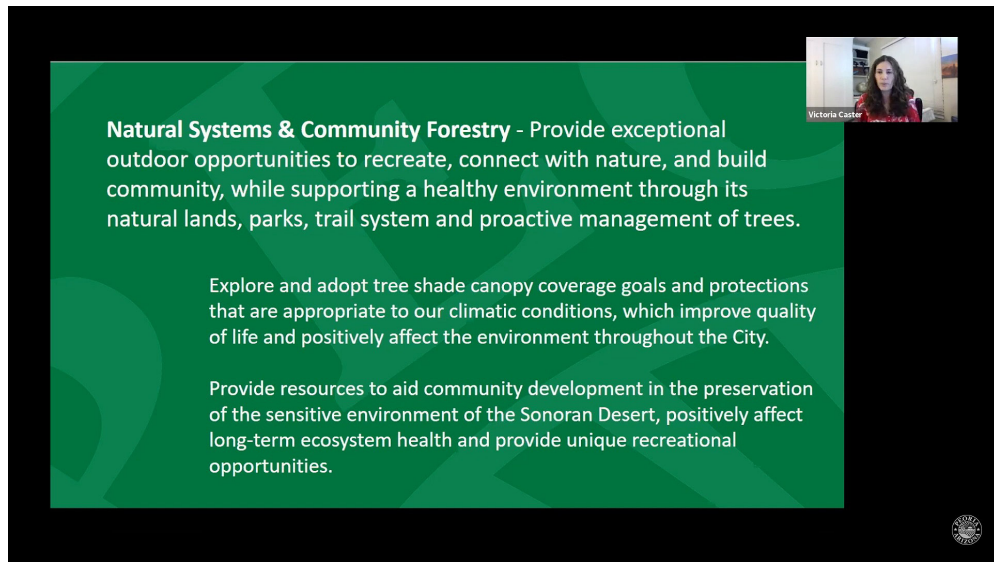 Victoria Caster
Natural Systems & Community Forestry - Provide exceptional
outdoor opportunities to recreate, connect with nature, and build
community, while supporting a healthy environment through its
natural lands, parks, trail system and proactive management of trees.
Explore and adopt tree shade canopy coverage goals and protections
that are appropriate to our climatic conditions, which improve quality
of life and positively affect the environment throughout the City.
Provide resources to aid community development in the preservation
of the sensitive environment of the Sonoran Desert, positively affect
long-term ecosystem health and provide unique recreational
opportunities.
PEORIA
ARIZONA